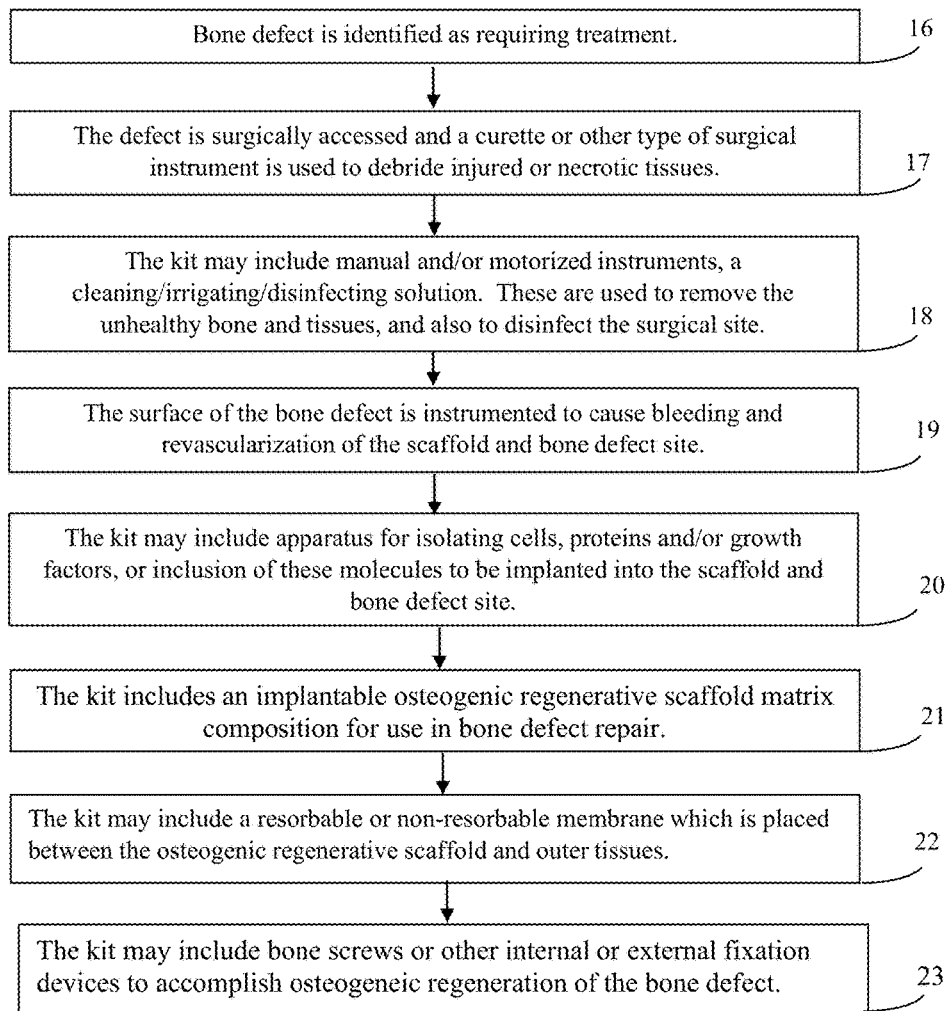 Bone defect is identified as requiring treatment.
16
The defect is surgically accessed and a curette or other type of surgical
instrument is used to debride injured or necrotic tissues.
17
The kit may include manual and/or motorized instruments, a
cleaning/irrigating/disinfecting solution. These are used to remove the
unhealthy bone and tissues, and also to disinfect the surgical site.
18
The surface of the bone defect is instrumented to cause bleeding and
revascularization of the scaffold and bone defect site.
19
The kit may include apparatus for isolating cells, proteins and/or growth
factors, or inclusion of these molecules to be implanted into the scaffold and
bone defect site.
20
The kit includes an implantable osteogenic regenerative scaffold matrix
composition for use in bone defect repair.
21
The kit may include a resorbable or non-resorbable membrane which is placed
between the osteogenic regenerative scaffold and outer tissues.
22
The kit may include bone screws or other internal or external fixation
devices to accomplish osteogeneic regeneration of the bone defect.
23